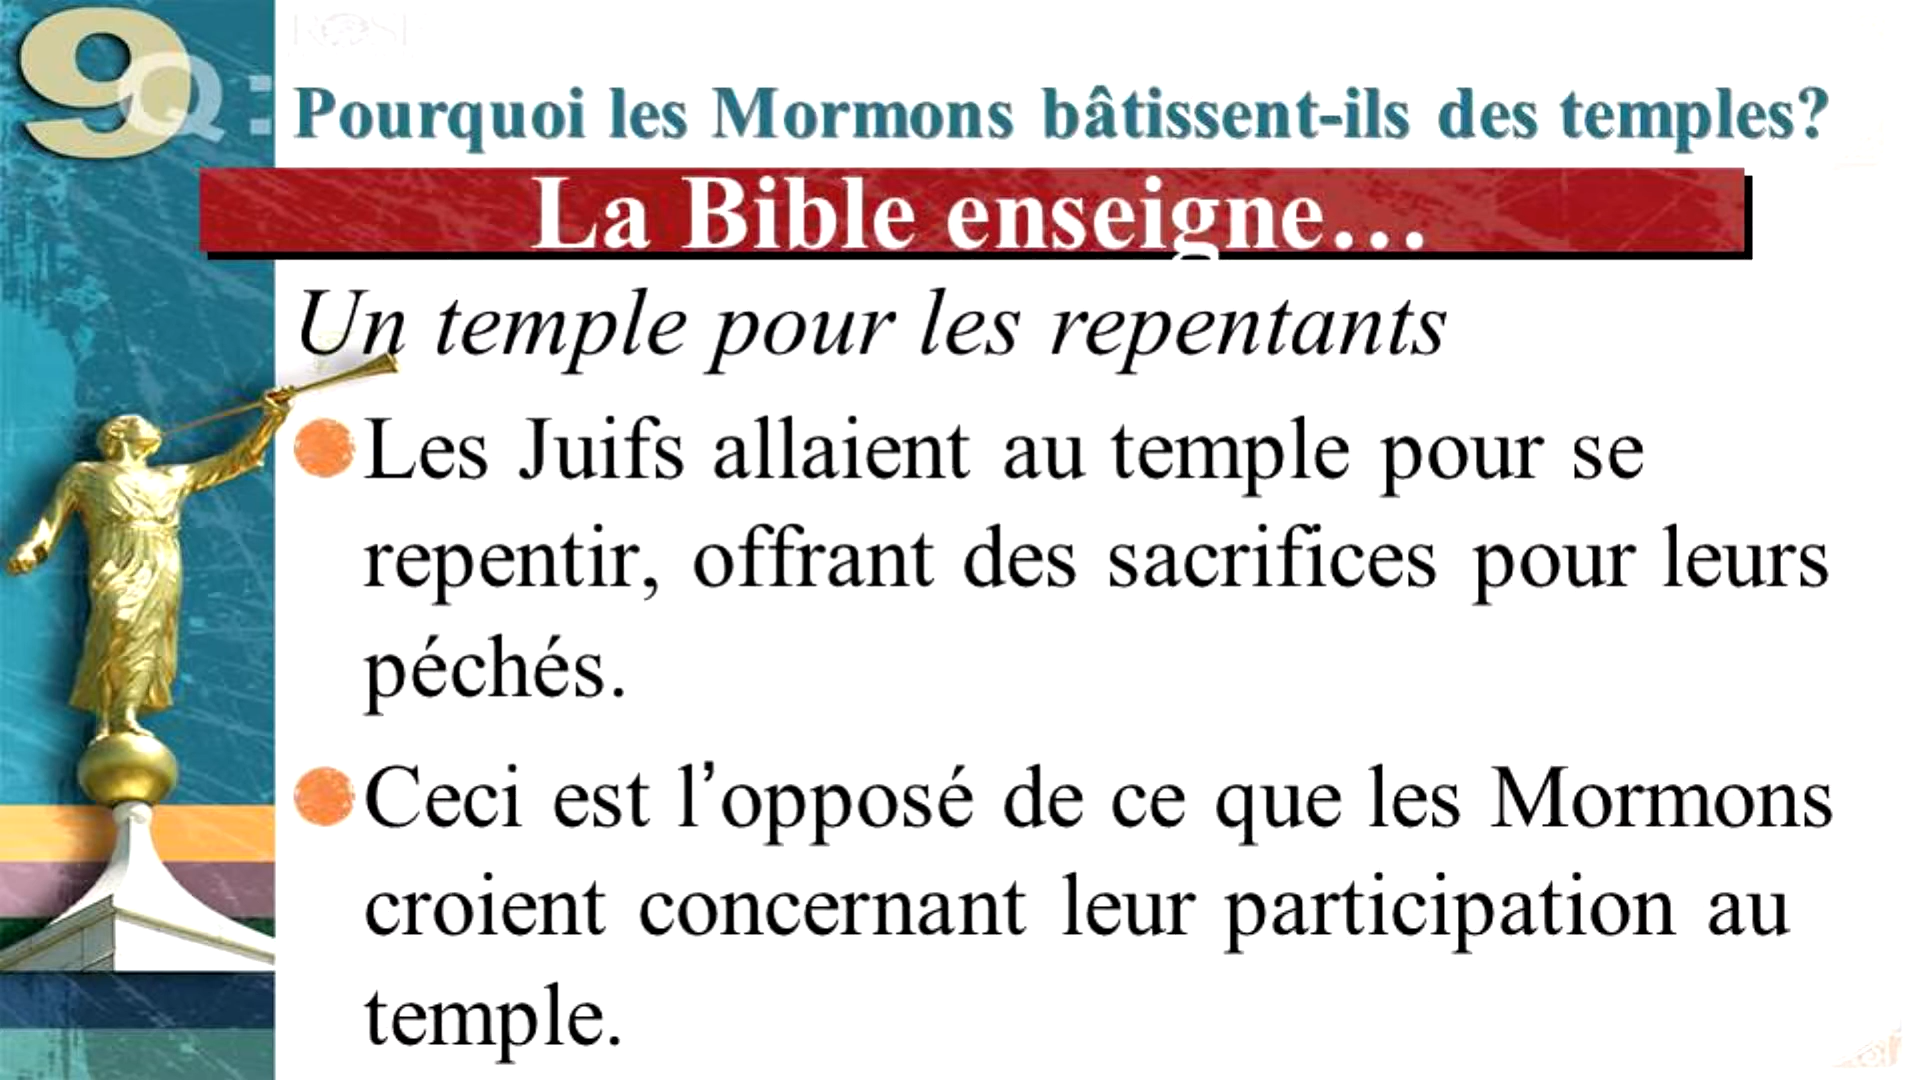 9
Q:
Pourquoi les Mormons bâtissent-ils des temples?
La Bible enseigne…
Un temple pour les repentants
Les Juifs allaient au temple pour se
repentir, offrant des sacrifices pour leurs
péchés.
Ceci est l’opposé de ce que les Mormons
croient concernant leur participation au
temple.